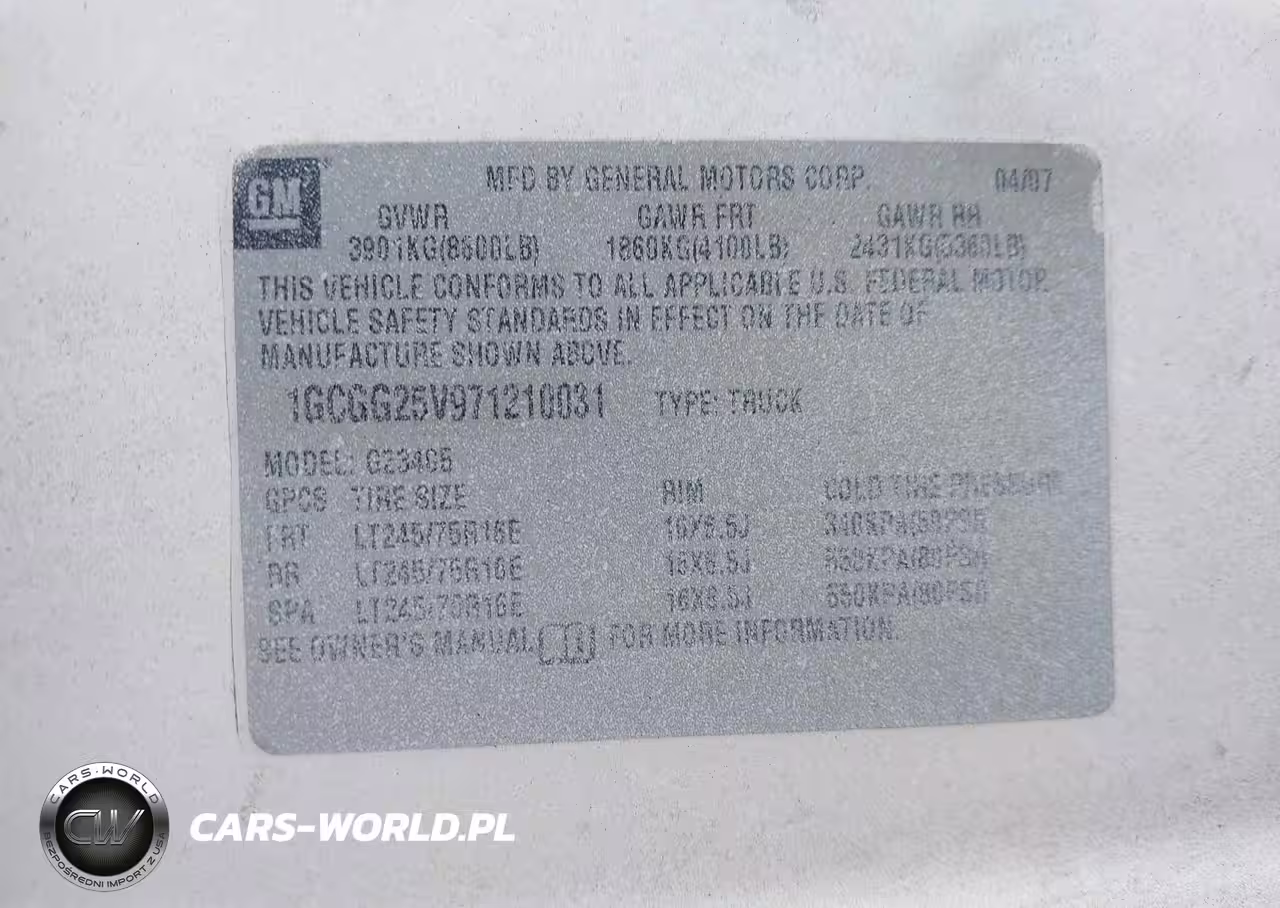 GM
MFD BY GENERAL MOTORS CORP. 04/07
GVWR GAWR FRT GAWR RR
3901KG(8600LB) 1860KG(4100LB) 2431KG(5360LB)
THIS VEHICLE CONFORMS TO ALL APPLICABLE U.S. FEDERAL MOTOR
VEHICLE SAFETY STANDARDS IN EFFECT ON THE DATE OF
MANUFACTURE SHOWN ABOVE.
1GCGG25V971210031 TYPE: TRUCK
MODEL: G23405
TIRE SIZE RIM COLD TIRE PRESSURE
FRT LT245/75R16E 16X6.5J
RR LT245/75R16E 16X6.5J 550KPA(80PSI)
SPA LT245/75R16E 16X6.5J 550KPA(80PSI)
SEE OWNER'S MANUAL FOR MORE INFORMATION.
CARS-WORLD
CW
BEZPOŚREDNI IMPORT Z USA
CARS-WORLD.PL